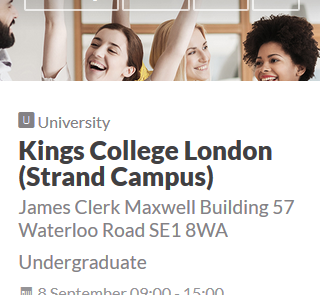 U University
Kings College London
(Strand Campus)
James Clerk Maxwell Building 57
Waterloo Road SE1 8WA
Undergraduate
8 September 09:00 - 15:00